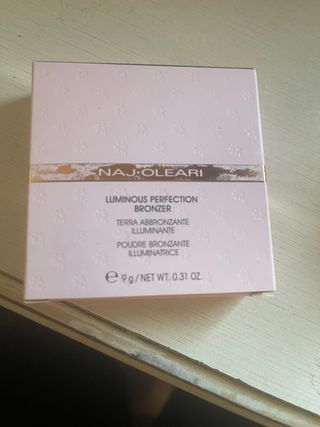 NAJ·OLEARI
LUMINOUS PERFECTION
BRONZER
TERRA ABBRONZANTE
ILLUMINANTE
POUDRE BRONZANTE
ILLUMINATRICE
℮ 9 g / NET WT. 0.31 OZ.